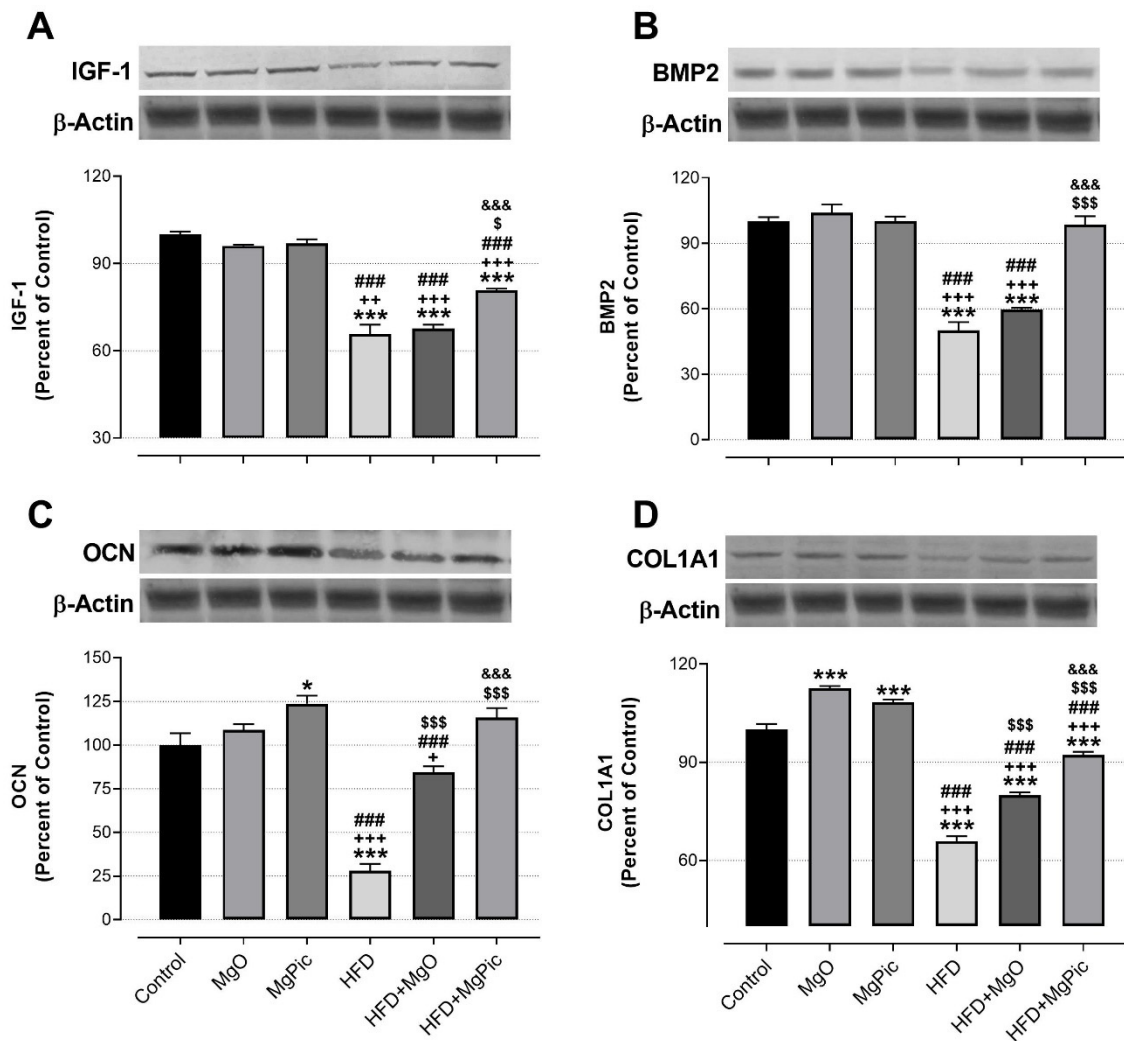 A
IGF-1
β-Actin
IGF-1
(Percent of Control)
120
90
60
30
###
++
***
###
+++
***
&&&
$
###
+++
***
B
BMP2
β-Actin
BMP2
(Percent of Control)
120
90
60
30
0
###
+++
***
###
+++
***
&&&
$$$
C
OCN
β-Actin
OCN
(Percent of Control)
150
125
100
75
50
25
0
*
###
+++
***
$$$
###
+
&&&
$$$
Control
MgO
MgPic
HFD
HFD+MgO
HFD+MgPic
D
COL1A1
β-Actin
COL1A1
(Percent of Control)
120
90
60
***
***
###
+++
***
$$$
###
+++
***
&&&
$$$
###
+++
***
Control
MgO
MgPic
HFD
HFD+MgO
HFD+MgPic